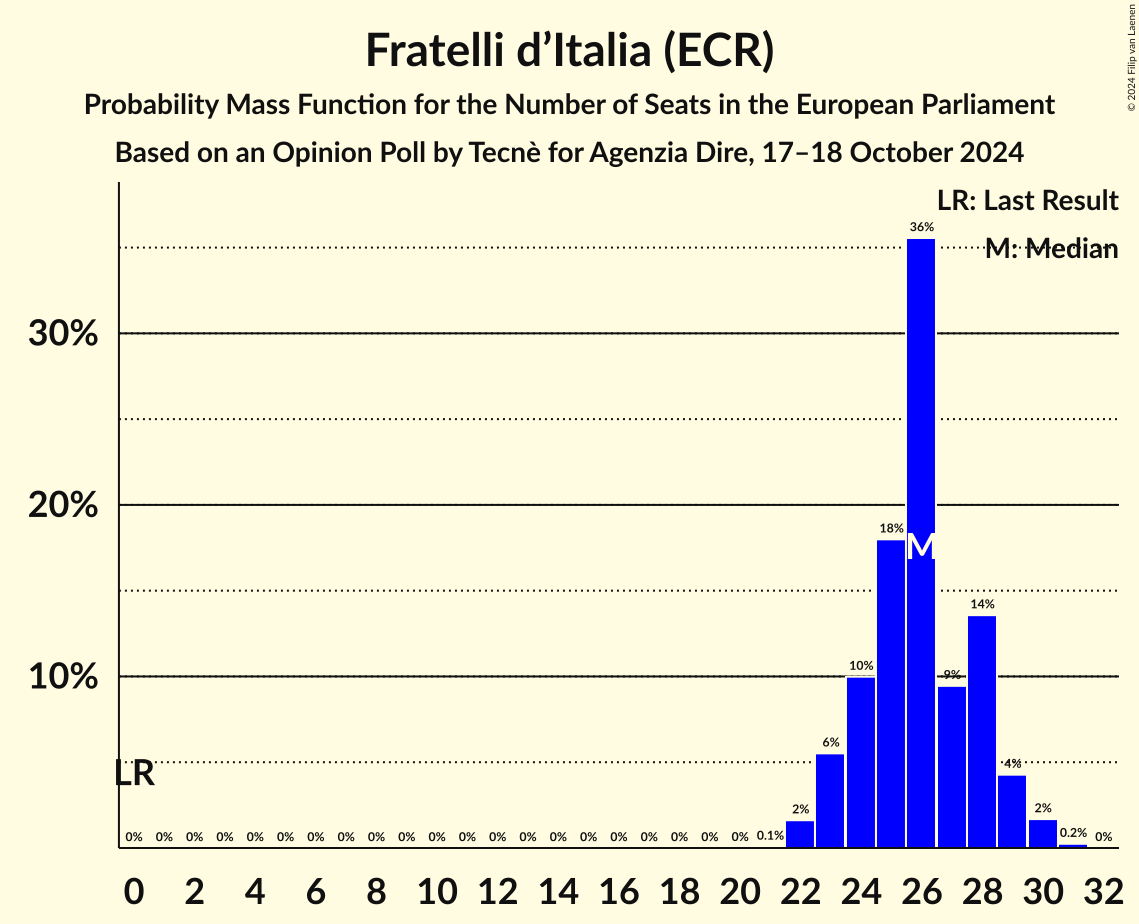 Fratelli d’Italia (ECR)
Probability Mass Function for the Number of Seats in the European Parliament
Based on an Opinion Poll by Tecnè for Agenzia Dire, 17–18 October 2024
© 2024 Filip van Laenen
LR: Last Result
M: Median
36%
30%
20%
18%
M
14%
10%
10%
9%
6%
LR
4%
2%
2%
0% 0% 0% 0% 0% 0% 0% 0% 0% 0% 0% 0% 0% 0% 0% 0% 0% 0% 0% 0% 0% 0.1% 0.2% 0%
0 2 4 6 8 10 12 14 16 18 20 22 24 26 28 30 32